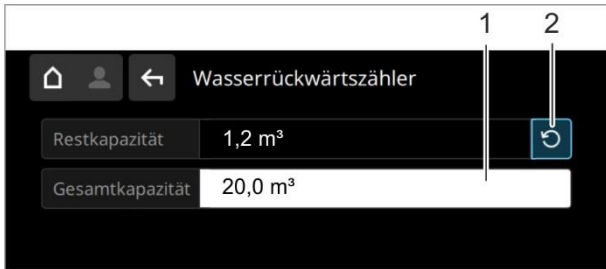 1 2
Wasserrückwärtszähler
Restkapazität 1,2 m³
Gesamtkapazität 20,0 m³